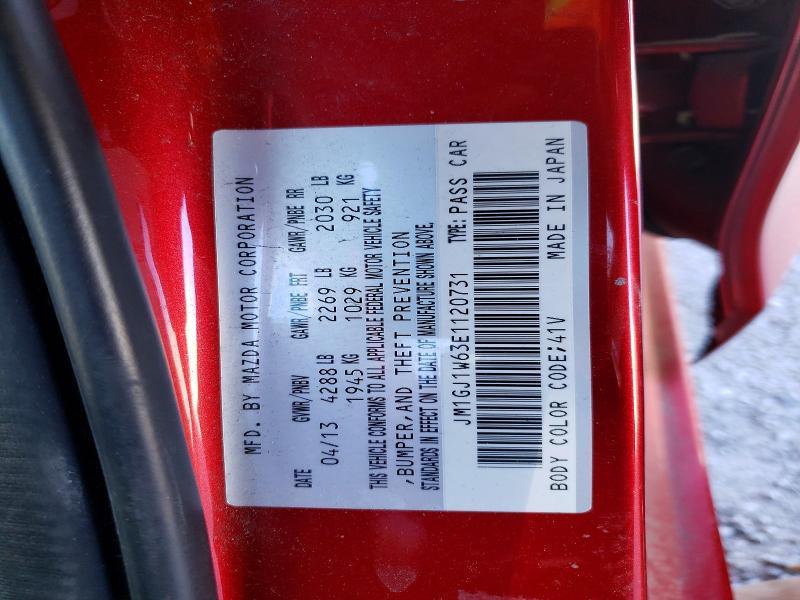 MFD. BY MAZDA MOTOR CORPORATION
DATE GVWR/PNBV GAWR/PNBE FRT GAWR/PNBE RR
04/13 4288 LB 2269 LB 2030 LB
1945 KG 1029 KG 921 KG
THIS VEHICLE CONFORMS TO ALL APPLICABLE FEDERAL MOTOR VEHICLE SAFETY
,BUMPER,AND THEFT PREVENTION
STANDARDS IN EFFECT ON THE DATE OF MANUFACTURE SHOWN ABOVE.
JM1GJ1W63E1120731 TYPE: PASS CAR
BODY COLOR CODE:41V MADE IN JAPAN